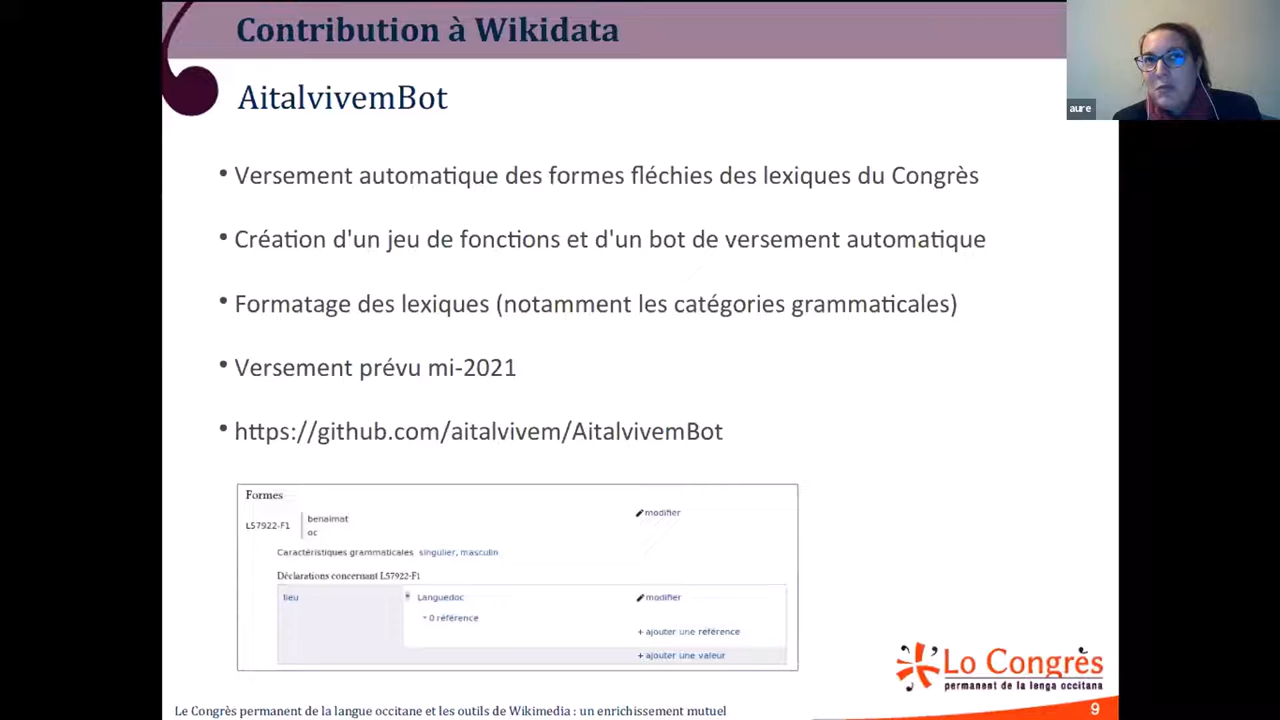 Contribution à Wikidata
AitalvivemBot
aure
• Versement automatique des formes fléchies des lexiques du Congrès
• Création d'un jeu de fonctions et d'un bot de versement automatique
• Formatage des lexiques (notamment les catégories grammaticales)
• Versement prévu mi-2021
• https://github.com/aitalvivem/AitalvivemBot
Formes
L57922-F1
benaimat
oc
modifier
Caractéristiques grammaticales singulier, masculin
Déclarations concernant L57922-F1
lieu
Languedoc
modifier
0 référence
+ ajouter une référence
+ ajouter une valeur
Lo Congrès
permanent de la lenga occitana
Le Congrès permanent de la langue occitane et les outils de Wikimedia : un enrichissement mutuel
9